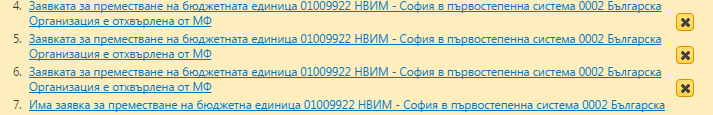 4. Заявката за преместване на бюджетната единица 01009922 НВИМ - София в първостепенна система 0002 Българска
Организация е отхвърлена от МФ
5. Заявката за преместване на бюджетната единица 01009922 НВИМ - София в първостепенна система 0002 Българска
Организация е отхвърлена от МФ
6. Заявката за преместване на бюджетната единица 01009922 НВИМ - София в първостепенна система 0002 Българска
Организация е отхвърлена от МФ
7. Има заявка за преместване на бюджетна единица 01009922 НВИМ - София в първостепенна система 0002 Българска